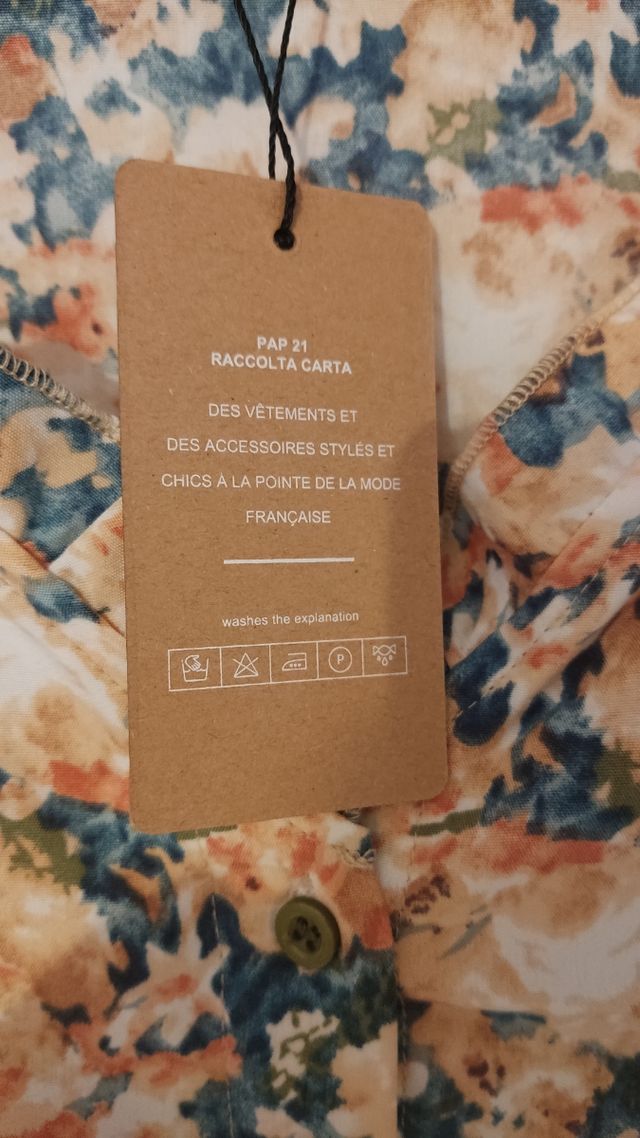 PAP 21
RACCOLTA CARTA
DES VÊTEMENTS ET
DES ACCESSOIRES STYLÉS ET
CHICS À LA POINTE DE LA MODE
FRANÇAISE
washes the explanation
P